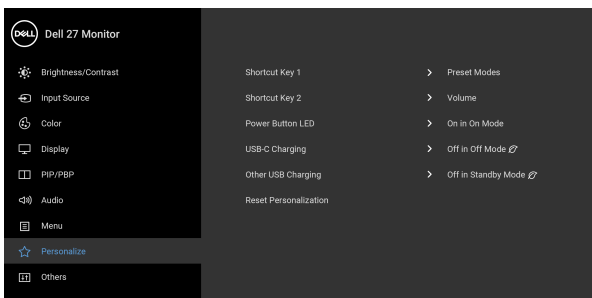 DELL Dell 27 Monitor
Brightness/Contrast
Input Source
Color
Display
PIP/PBP
Audio
Menu
Personalize
Others
Shortcut Key 1 > Preset Modes
Shortcut Key 2 > Volume
Power Button LED > On in On Mode
USB-C Charging > Off in Off Mode
Other USB Charging > Off in Standby Mode
Reset Personalization